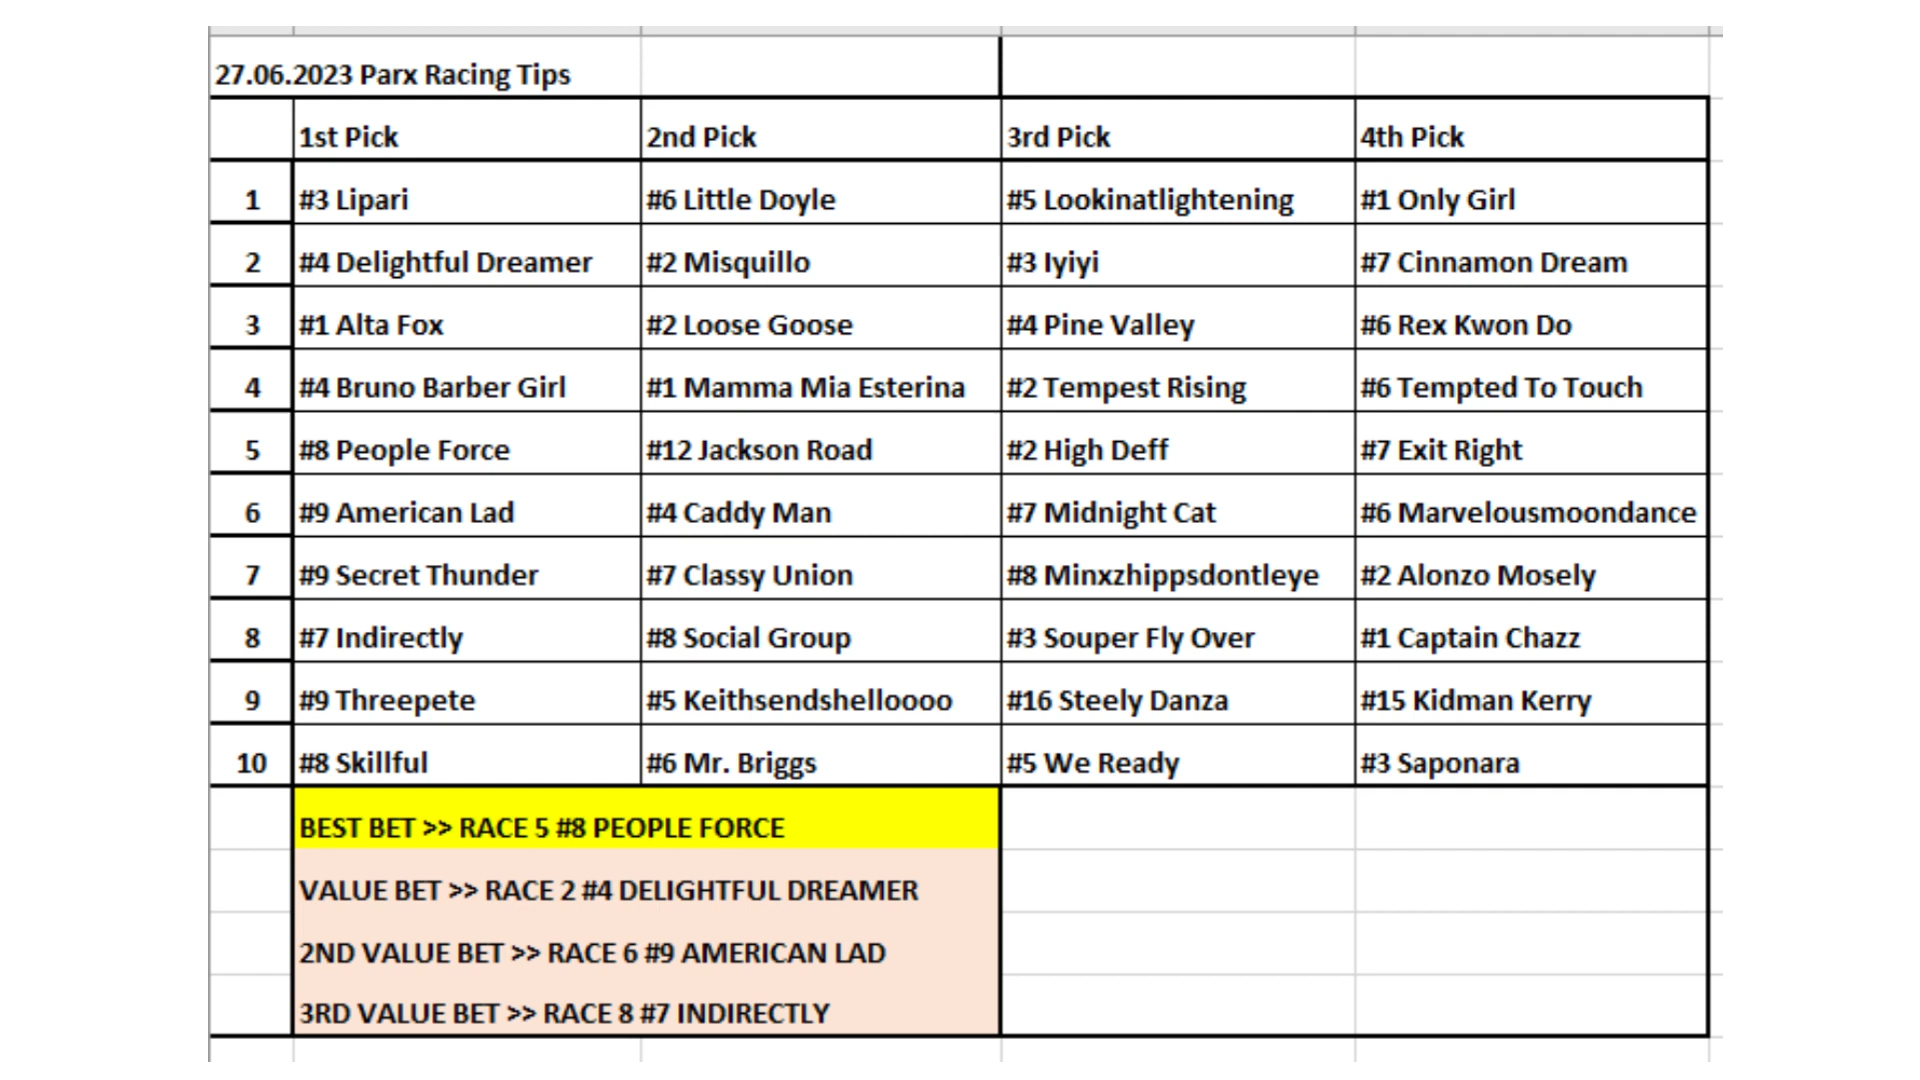 27.06.2023 Parx Racing Tips
1st Pick 2nd Pick 3rd Pick 4th Pick
1 #3 Lipari #6 Little Doyle #5 Lookinatlightening #1 Only Girl
2 #4 Delightful Dreamer #2 Misquillo #3 Iyiyi #7 Cinnamon Dream
3 #1 Alta Fox #2 Loose Goose #4 Pine Valley #6 Rex Kwon Do
4 #4 Bruno Barber Girl #1 Mamma Mia Esterina #2 Tempest Rising #6 Tempted To Touch
5 #8 People Force #12 Jackson Road #2 High Deff #7 Exit Right
6 #9 American Lad #4 Caddy Man #7 Midnight Cat #6 Marvelousmoondance
7 #9 Secret Thunder #7 Classy Union #8 Minxzhippsdontleye #2 Alonzo Mosely
8 #7 Indirectly #8 Social Group #3 Souper Fly Over #1 Captain Chazz
9 #9 Threepete #5 Keithsendshelloooo #16 Steely Danza #15 Kidman Kerry
10 #8 Skillful #6 Mr. Briggs #5 We Ready #3 Saponara
BEST BET >> RACE 5 #8 PEOPLE FORCE
VALUE BET >> RACE 2 #4 DELIGHTFUL DREAMER
2ND VALUE BET >> RACE 6 #9 AMERICAN LAD
3RD VALUE BET >> RACE 8 #7 INDIRECTLY